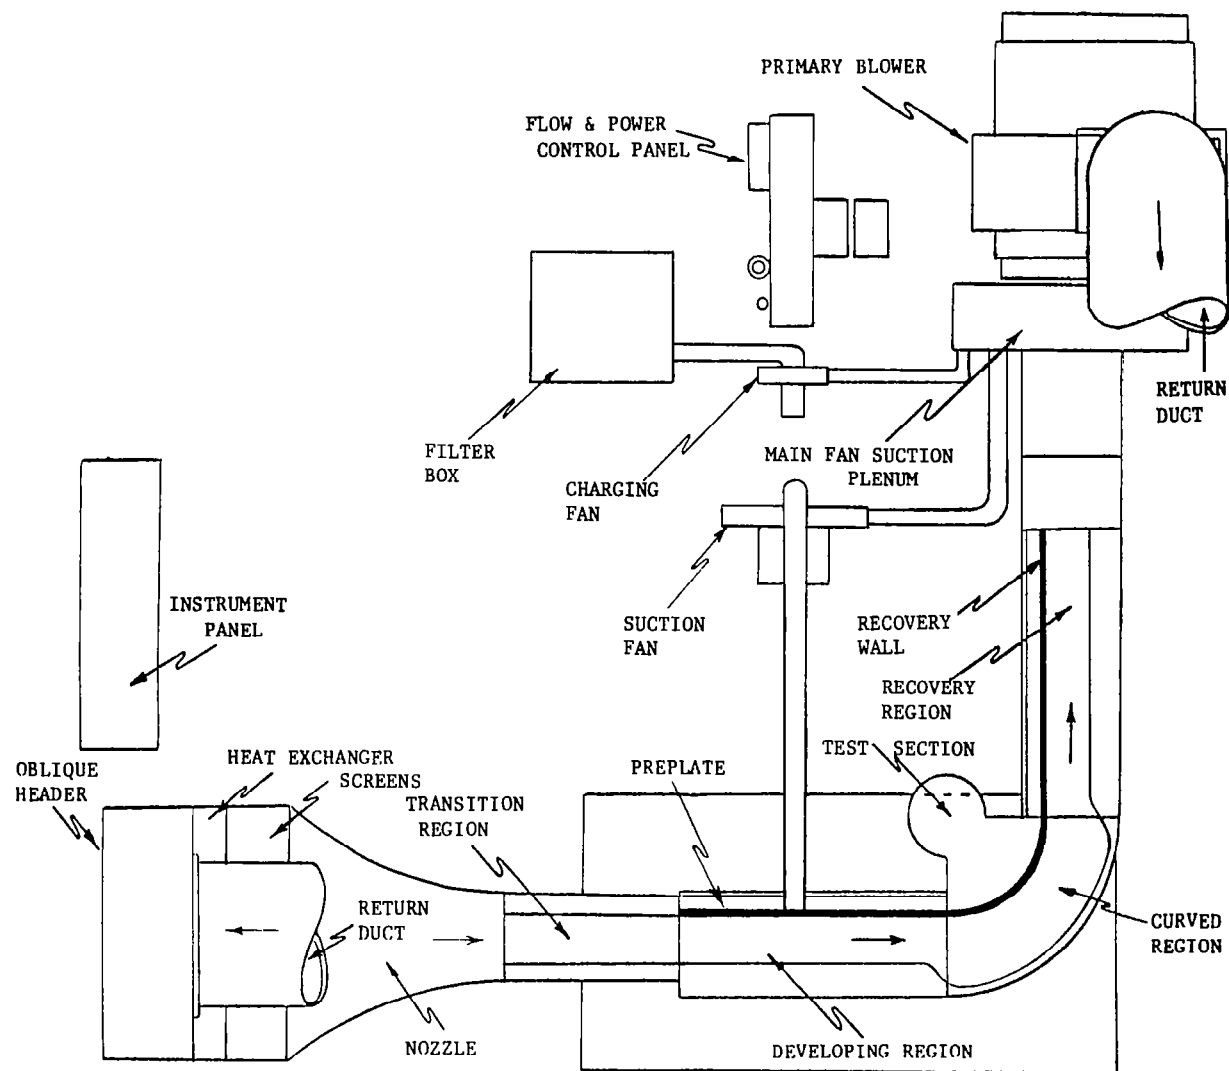 PRIMARY BLOWER
FLOW & POWER
CONTROL PANEL
RETURN
DUCT
FILTER
BOX
CHARGING
FAN
MAIN FAN SUCTION
PLENUM
INSTRUMENT
PANEL
SUCTION
FAN
RECOVERY
WALL
RECOVERY
REGION
TEST SECTION
OBLIQUE
HEADER
HEAT EXCHANGER
SCREENS
TRANSITION
REGION
PREPLATE
RETURN
DUCT
CURVED
REGION
NOZZLE
DEVELOPING REGION